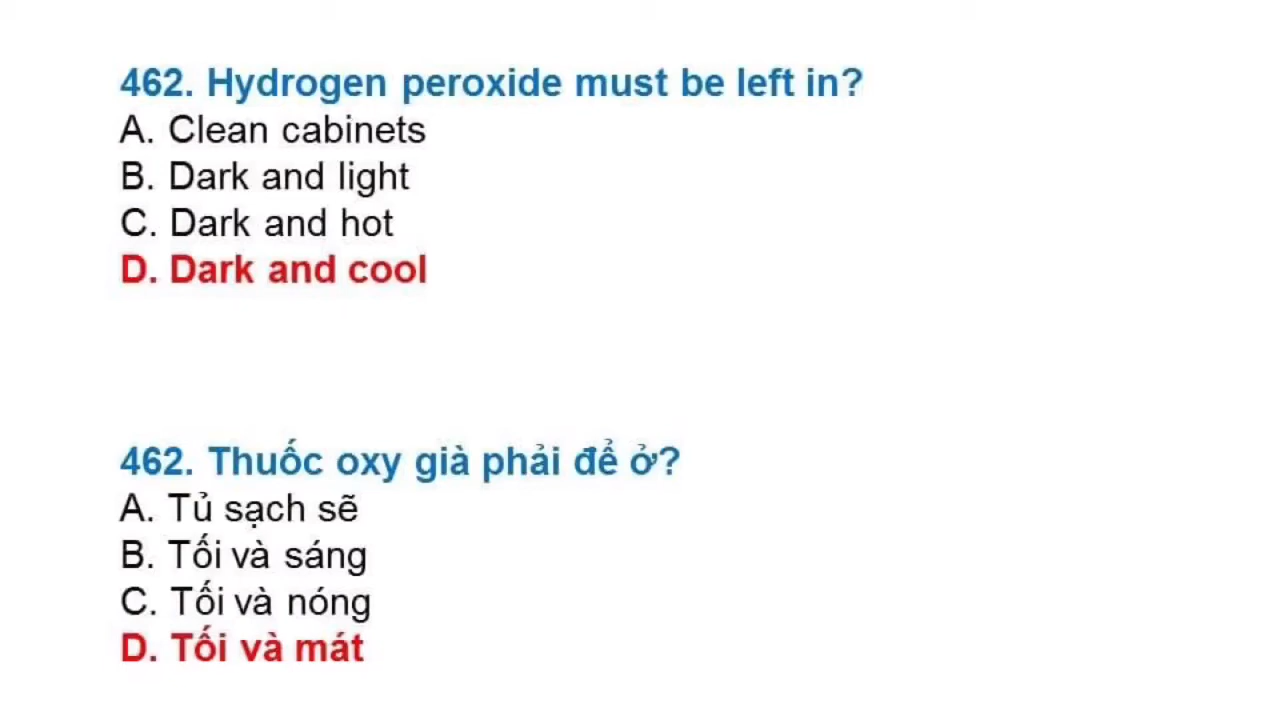 462. Hydrogen peroxide must be left in?
A. Clean cabinets
B. Dark and light
C. Dark and hot
D. Dark and cool
462. Thuốc oxy già phải để ở?
A. Tủ sạch sẽ
B. Tối và sáng
C. Tối và nóng
D. Tối và mát